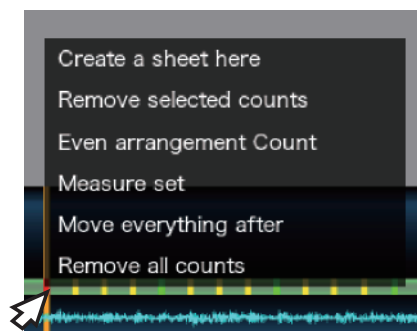 Create a sheet here
Remove selected counts
Even arrangement Count
Measure set
Move everything after
Remove all counts